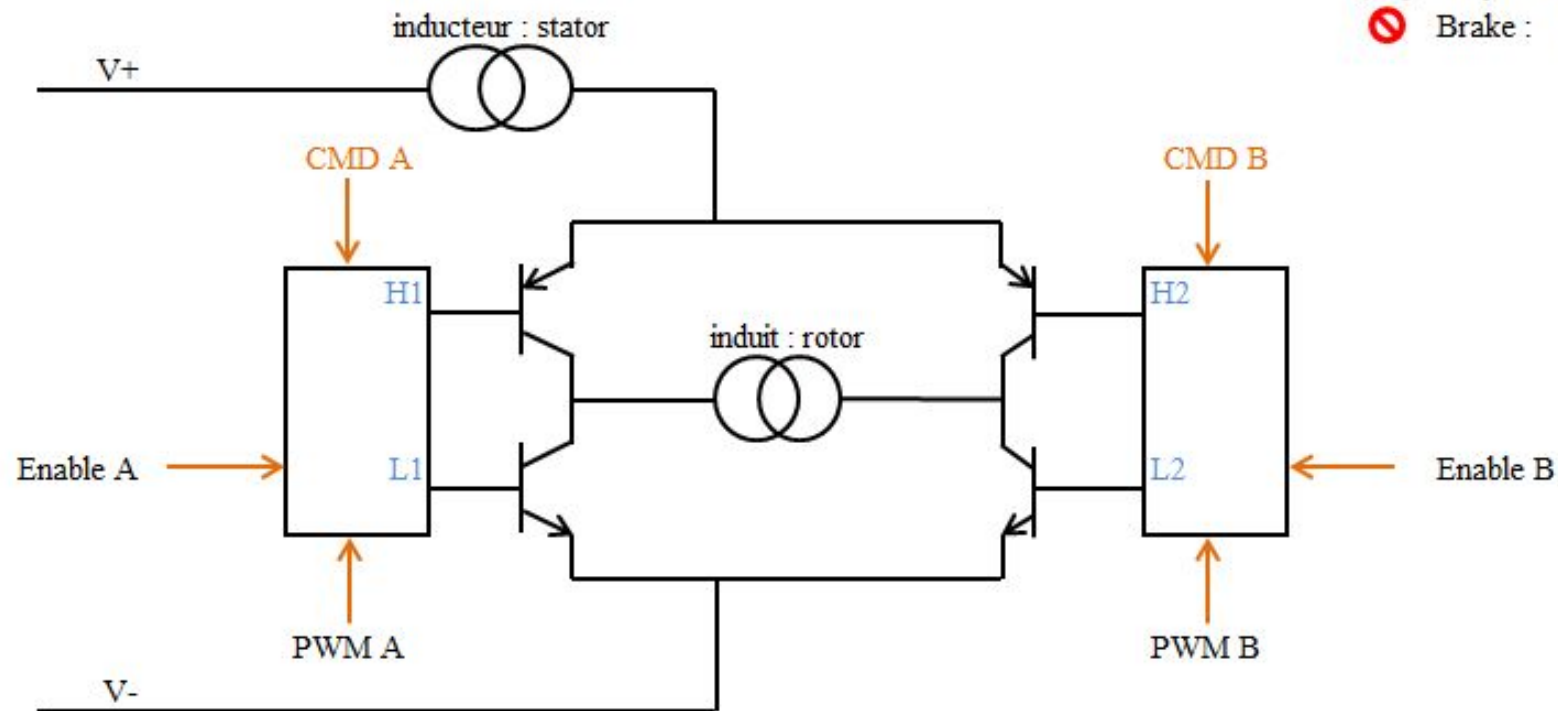 inducteur : stator
Brake :
V+
CMD A
CMD B
H1
H2
induit : rotor
Enable A
L1
L2
Enable B
PWM A
PWM B
V-